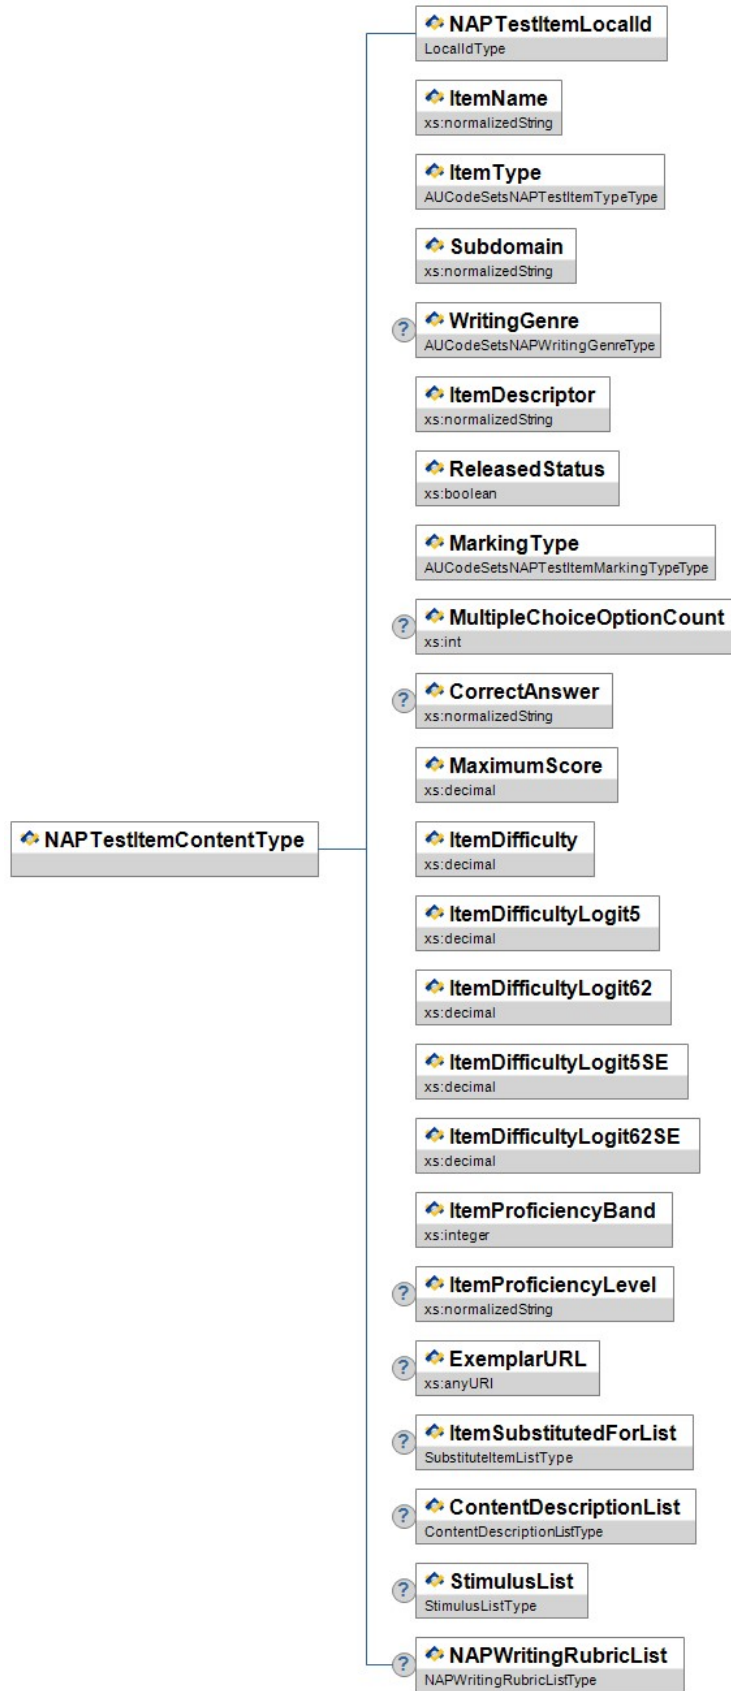 NAPTestItemLocalId
LocalIdType
ItemName
xs:normalizedString
ItemType
AUCodeSetsNAPTestItemTypeType
Subdomain
xs:normalizedString
?
WritingGenre
AUCodeSetsNAPWritingGenreType
ItemDescriptor
xs:normalizedString
ReleasedStatus
xs:boolean
MarkingType
AUCodeSetsNAPTestItemMarkingTypeType
?
MultipleChoiceOptionCount
xs:int
?
CorrectAnswer
xs:normalizedString
MaximumScore
xs:decimal
NAPTestItemContentType
ItemDifficulty
xs:decimal
ItemDifficultyLogit5
xs:decimal
ItemDifficultyLogit62
xs:decimal
ItemDifficultyLogit5SE
xs:decimal
ItemDifficultyLogit62SE
xs:decimal
ItemProficiencyBand
xs:integer
?
ItemProficiencyLevel
xs:normalizedString
?
ExemplarURL
xs:anyURI
?
ItemSubstitutedForList
SubstituteItemListType
?
ContentDescriptionList
ContentDescriptionListType
?
StimulusList
StimulusListType
?
NAPWritingRubricList
NAPWritingRubricListType